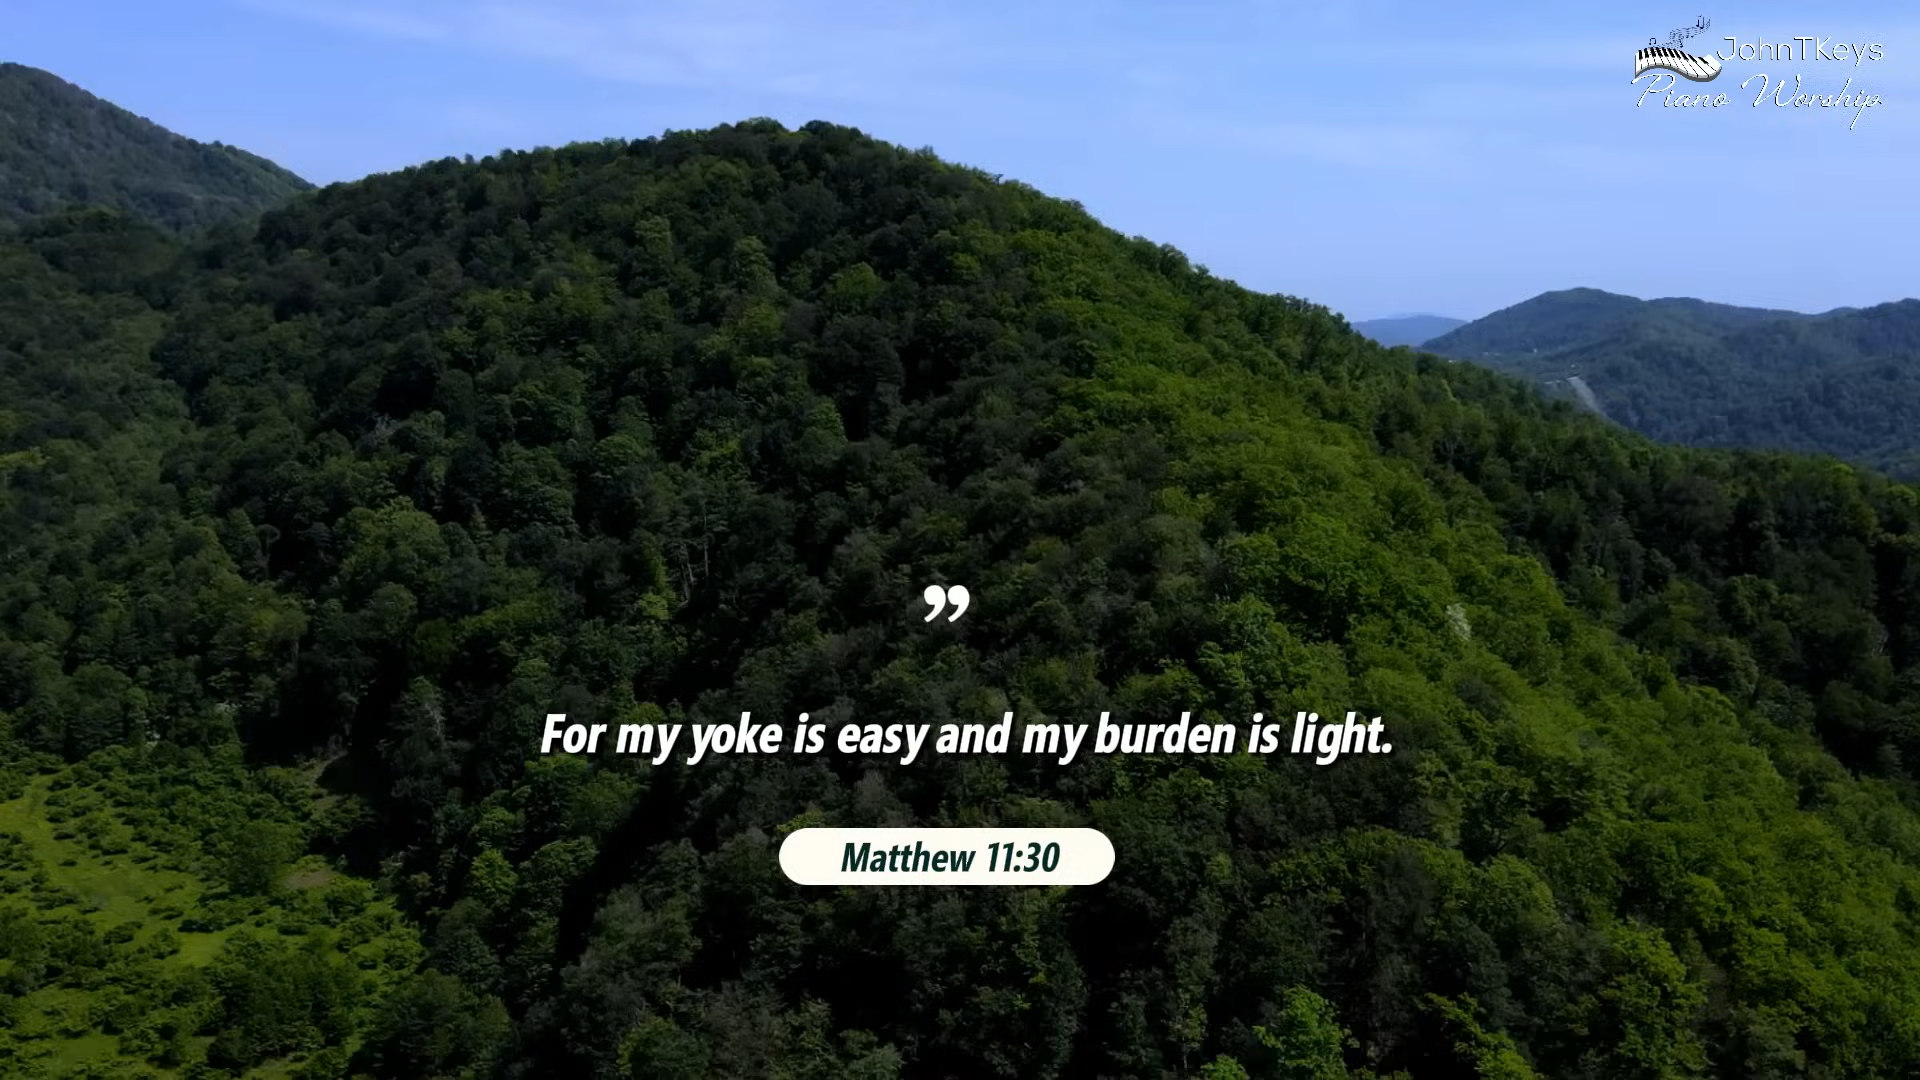 JohnTKeys
Piano Worship
”
For my yoke is easy and my burden is light.
Matthew 11:30